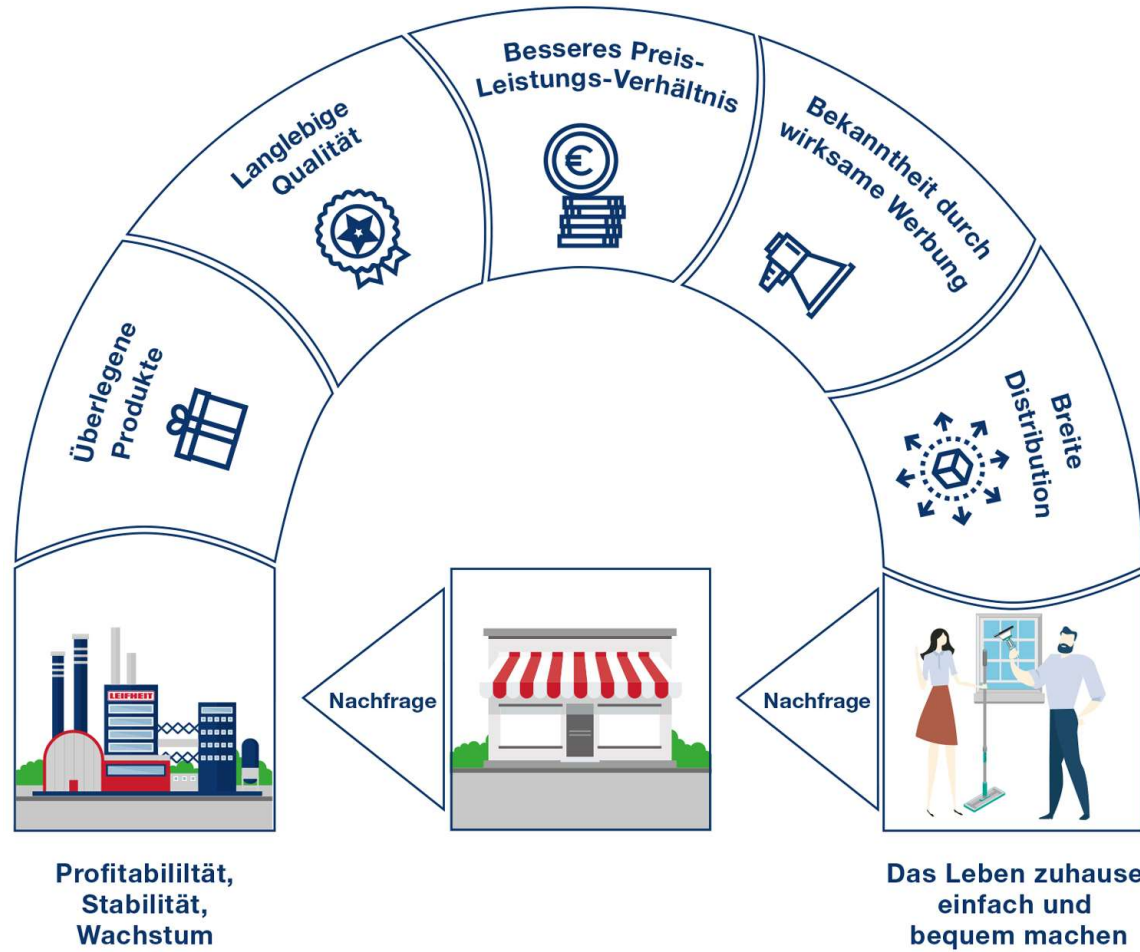 Besseres Preis-
Leistungs-Verhältnis
Langlebige
Qualität
Bekanntheit durch
wirksame Werbung
Überlegene
Produkte
Breite
Distribution
€
LEIFHEIT
Nachfrage
Nachfrage
Profitabililtät,
Stabilität,
Wachstum
Das Leben zuhause
einfach und
bequem machen